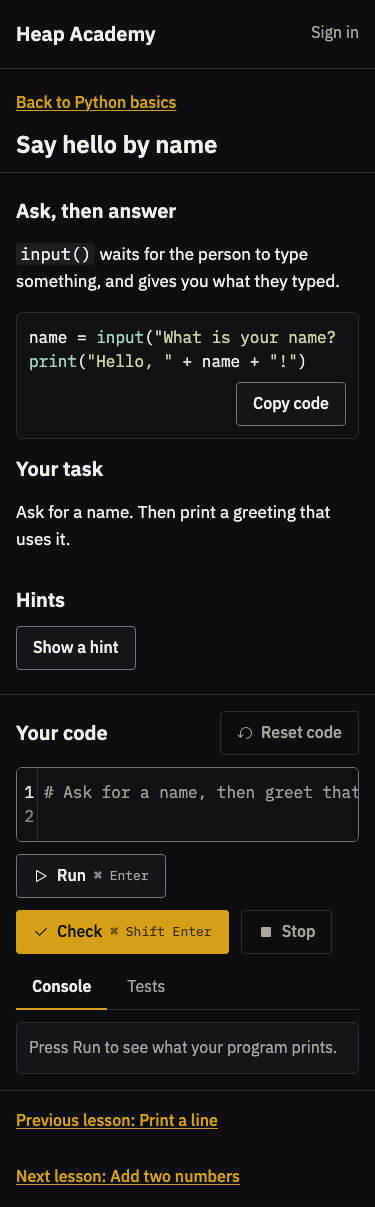 Heap Academy
Sign in
Back to Python basics
Say hello by name
Ask, then answer
input() waits for the person to type
something, and gives you what they typed.
name = input("What is your name?
print("Hello, " + name + "!")
Copy code
Your task
Ask for a name. Then print a greeting that
uses it.
Hints
Show a hint
Your code
Reset code
1 # Ask for a name, then greet that
2
Run ⌘ Enter
Check ⌘ Shift Enter
Stop
Console
Tests
Press Run to see what your program prints.
Previous lesson: Print a line
Next lesson: Add two numbers